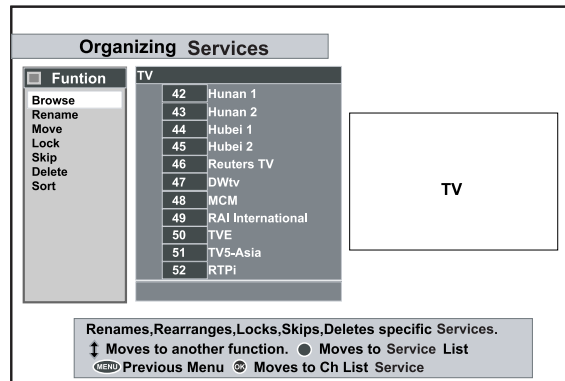 Organizing Services
Funtion
Browse
Rename
Move
Lock
Skip
Delete
Sort
TV
42 Hunan 1
43 Hunan 2
44 Hubei 1
45 Hubei 2
46 Reuters TV
47 DWtv
48 MCM
49 RAI International
50 TVE
51 TV5-Asia
52 RTPi
TV
Renames,Rearranges,Locks,Skips,Deletes specific Services.
Moves to another function. Moves to Service List
MENU Previous Menu OK Moves to Ch List Service